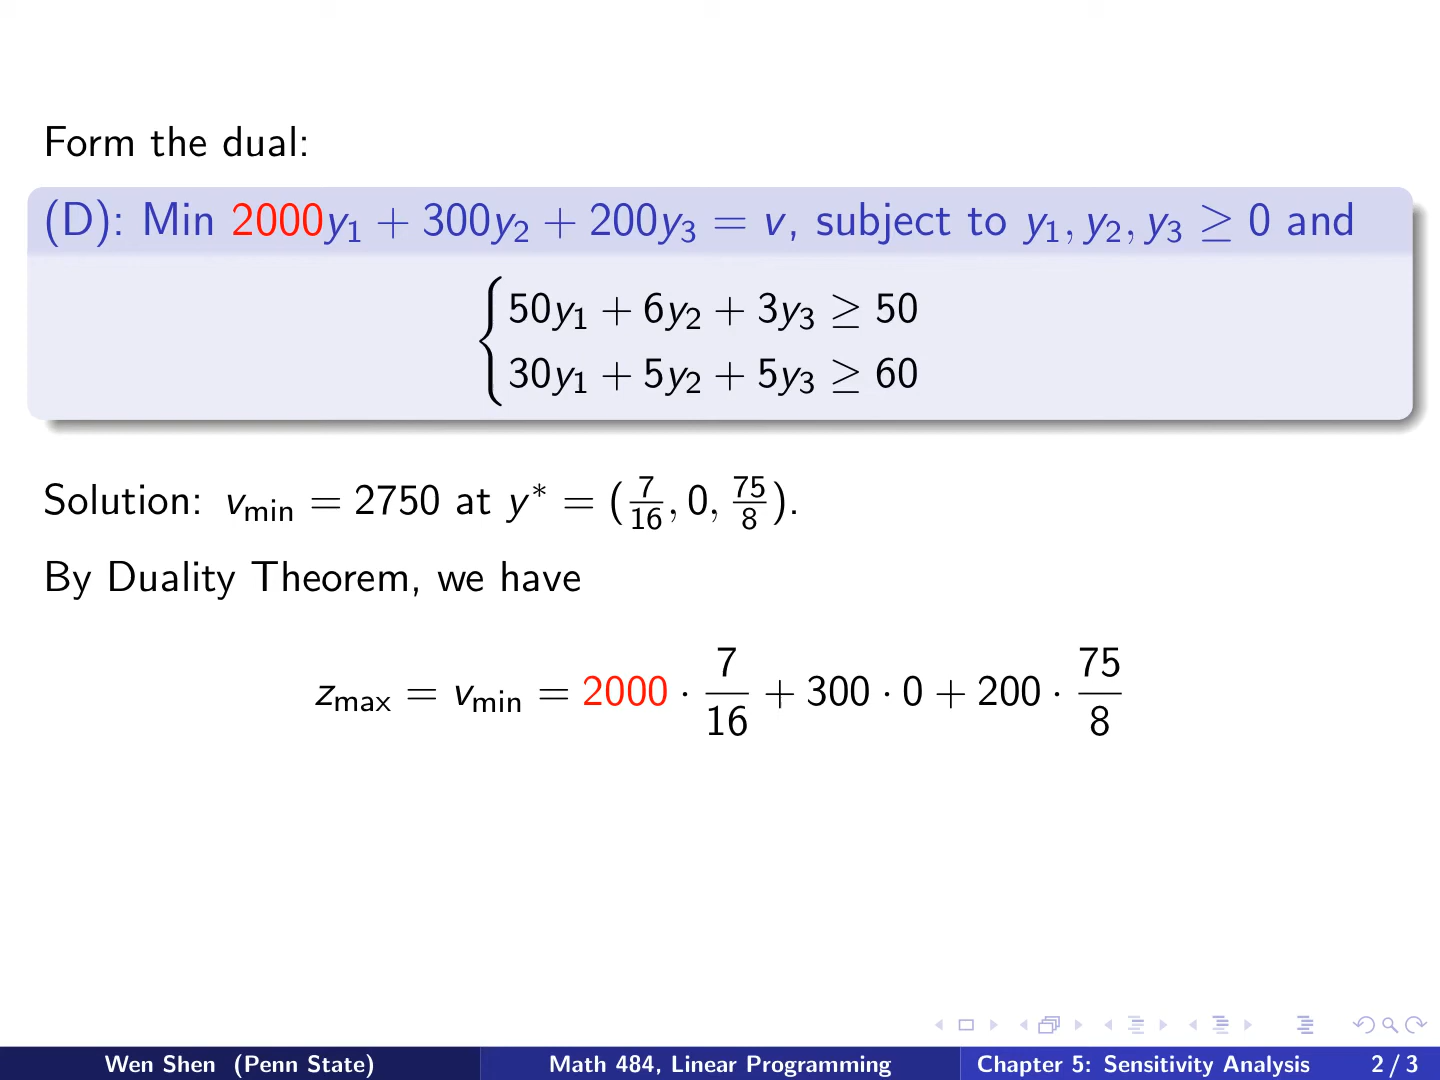 Form the dual:
(D): Min 2000y₁ + 300y₂ + 200y₃ = v, subject to y₁, y₂, y₃ ≥ 0 and
50y₁ + 6y₂ + 3y₃ ≥ 50
30y₁ + 5y₂ + 5y₃ ≥ 60
Solution: v_min = 2750 at y* = (7/16, 0, 75/8).
By Duality Theorem, we have
z_max = v_min = 2000 · 7/16 + 300 · 0 + 200 · 75/8
Wen Shen (Penn State) Math 484, Linear Programming Chapter 5: Sensitivity Analysis 2 / 3